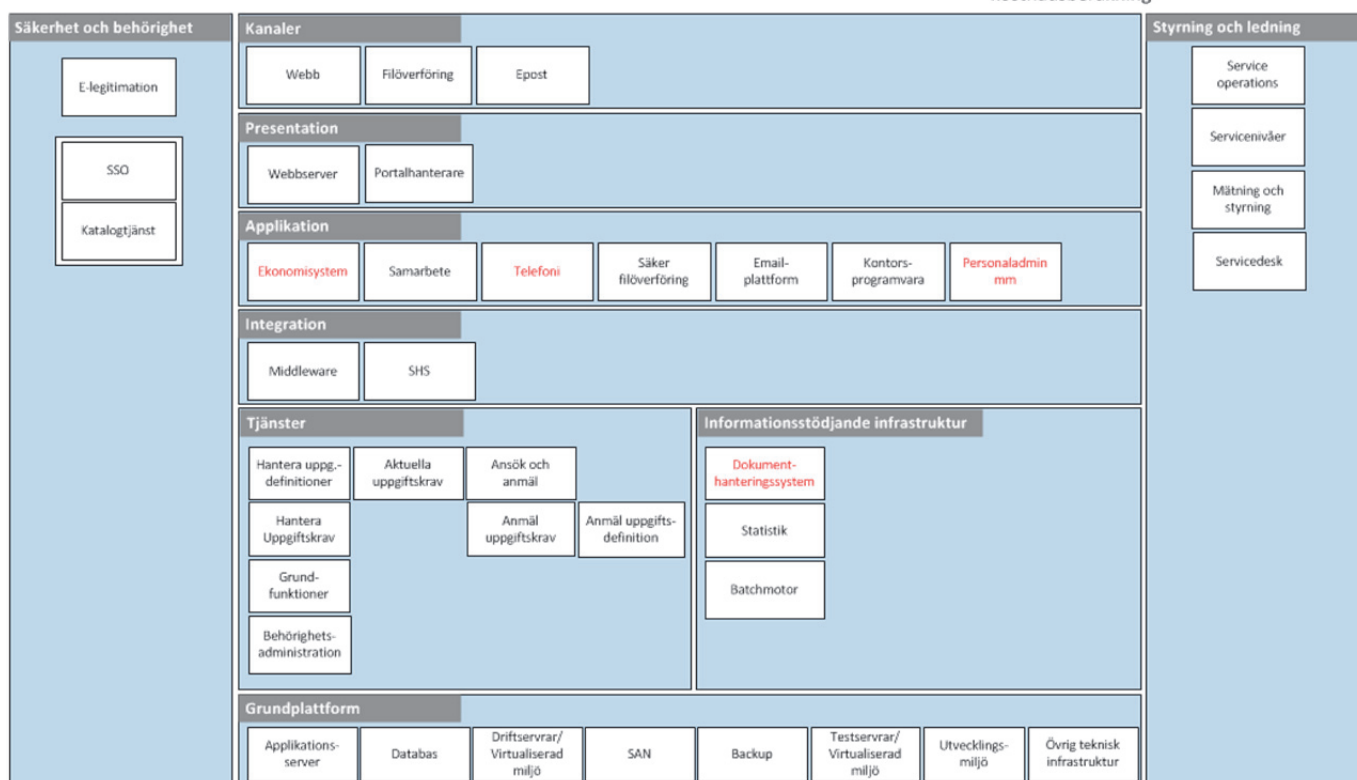 Säkerhet och behörighet
E-legitimation
SSO
Katalogtjänst
Kanaler
Webb
Filöverföring
Epost
Presentation
Webbserver
Portalhanterare
Applikation
Ekonomisystem
Samarbete
Telefoni
Säker
filöverföring
Email-
plattform
Kontors-
programvara
Personaladmin
mm
Integration
Middleware
SHS
Tjänster
Hantera uppg.-
definitioner
Aktuella
uppgiftskrav
Ansök och
anmäl
Hantera
Uppgiftskrav
Anmäl
uppgiftskrav
Anmäl uppgifts-
definition
Grund-
funktioner
Behörighets-
administration
Informationsstödjande infrastruktur
Dokument-
hanteringssystem
Statistik
Batchmotor
Grundplattform
Applikations-
server
Databas
Driftservrar/
Virtualiserad
miljö
SAN
Backup
Testservrar/
Virtualiserad
miljö
Utvecklings-
miljö
Övrig teknisk
infrastruktur
Styrning och ledning
Service
operations
Servicenivåer
Mätning och
styrning
Servicedesk